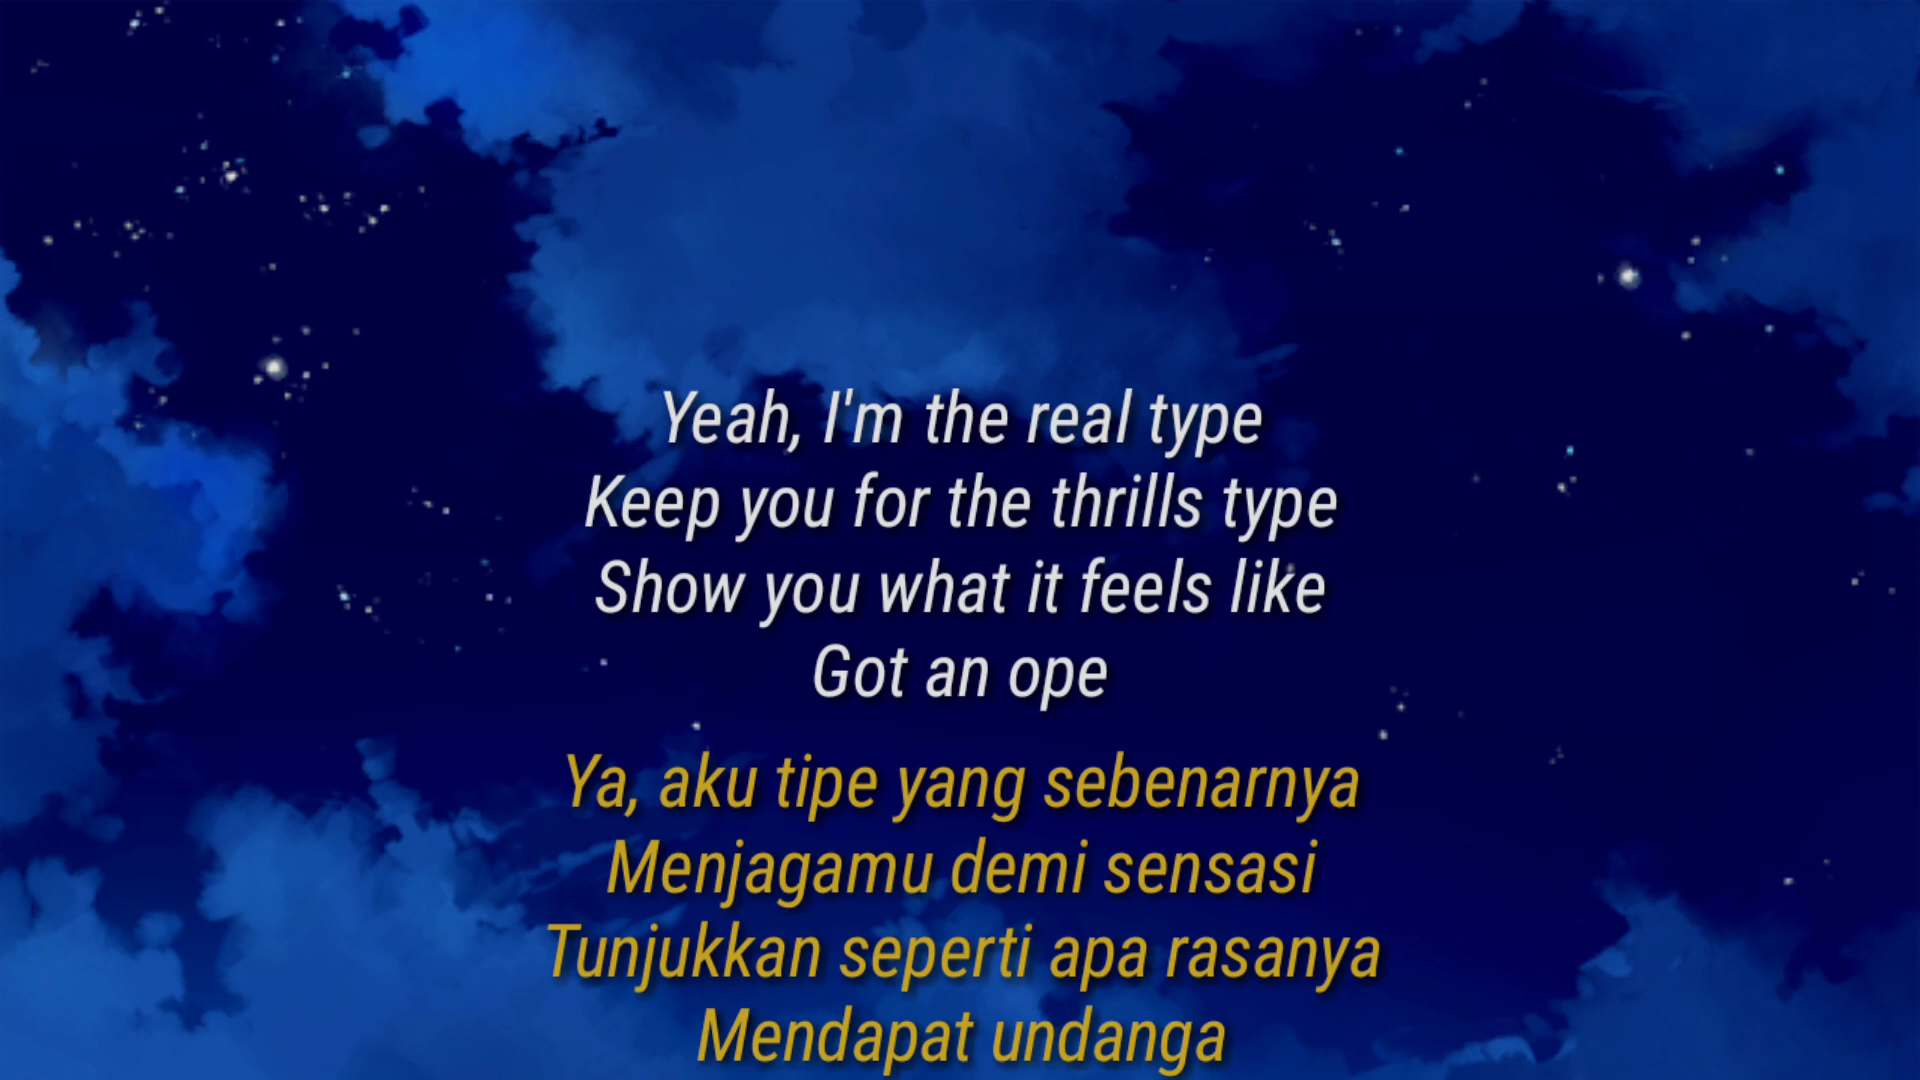 Yeah, I'm the real type
Keep you for the thrills type
Show you what it feels like
Got an ope
Ya, aku tipe yang sebenarnya
Menjagamu demi sensasi
Tunjukkan seperti apa rasanya
Mendapat undanga